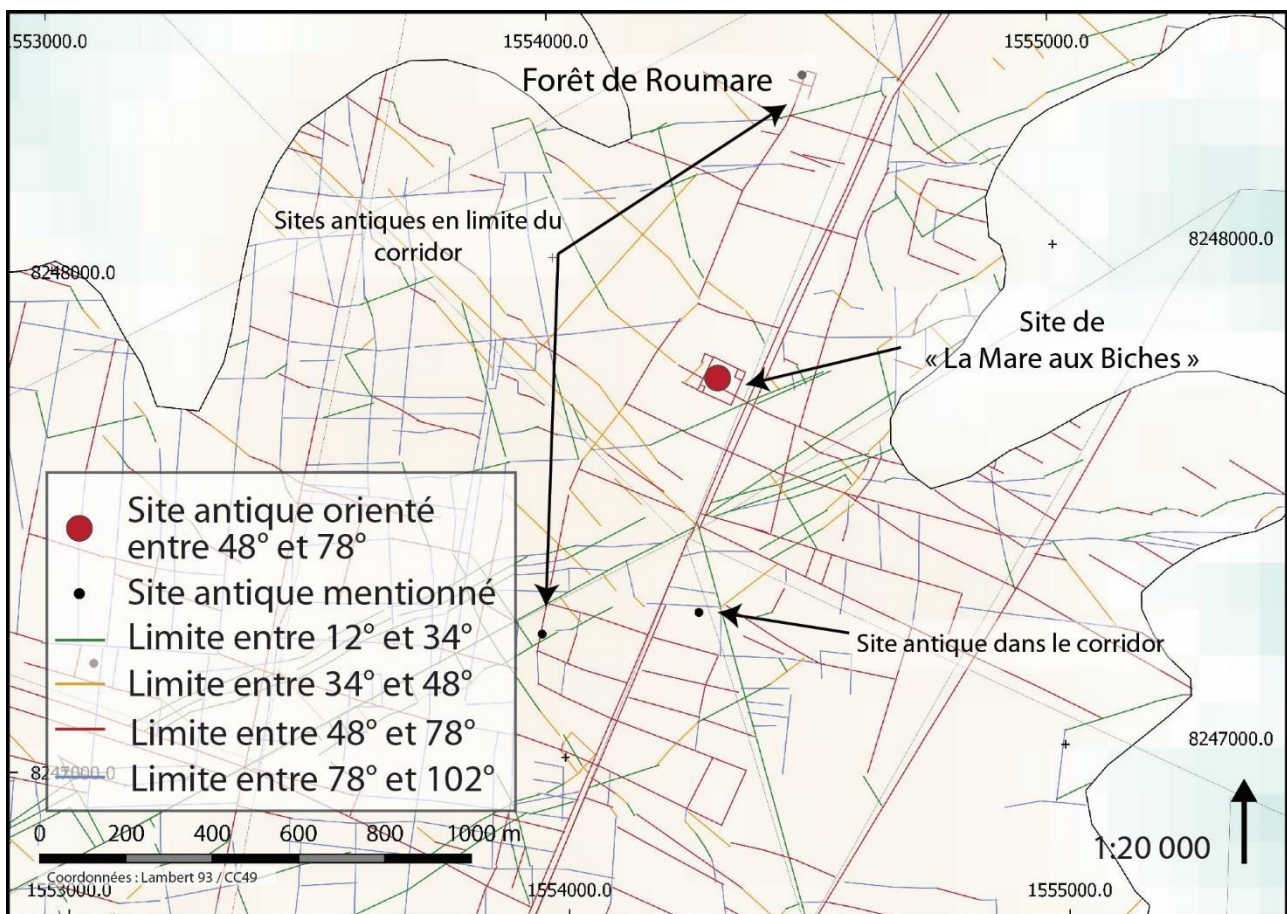 1553000.0
1554000.0
1555000.0
Forêt de Roumare
Sites antiques en limite du
corridor
8248000.0
8248000.0
Site de
« La Mare aux Biches »
Site antique orienté
entre 48° et 78°
Site antique mentionné
Limite entre 12° et 34°
Limite entre 34° et 48°
Limite entre 48° et 78°
Limite entre 78° et 102°
Site antique dans le corridor
8247000.0
8247000.0
0 200 400 600 800 1000 m
1:20 000
Coordonnées : Lambert 93 / CC49
1553000.0
1554000.0
1555000.0